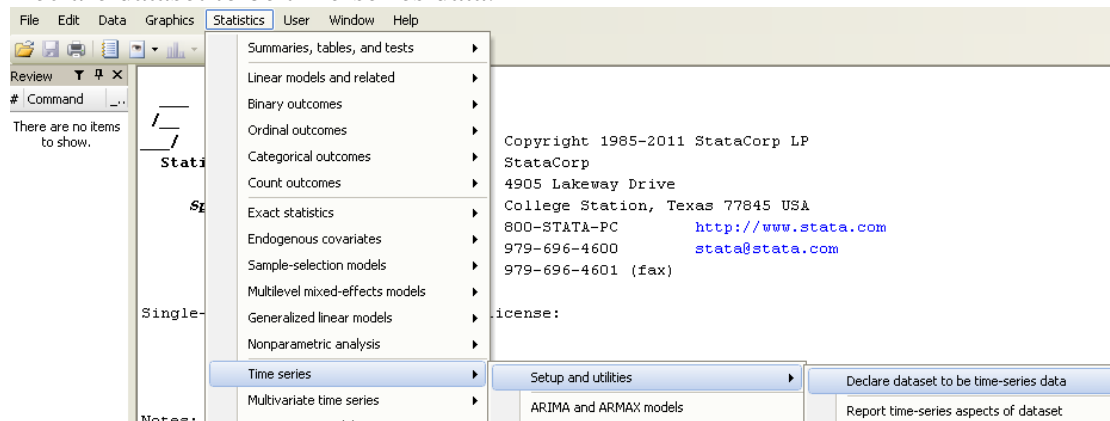 File Edit Data Graphics Statistics User Window Help
Review
# Command _..
There are no items
to show.
Summaries, tables, and tests
Linear models and related
Binary outcomes
Ordinal outcomes
Categorical outcomes
Count outcomes
Exact statistics
Endogenous covariates
Sample-selection models
Multilevel mixed-effects models
Generalized linear models
Nonparametric analysis
Time series
Multivariate time series
Setup and utilities
ARIMA and ARMAX models
Declare dataset to be time-series data
Report time-series aspects of dataset
Stati
Sp
Copyright 1985-2011 StataCorp LP
StataCorp
4905 Lakeway Drive
College Station, Texas 77845 USA
800-STATA-PC http://www.stata.com
979-696-4600 stata@stata.com
979-696-4601 (fax)
Single-
icense:
Notes: